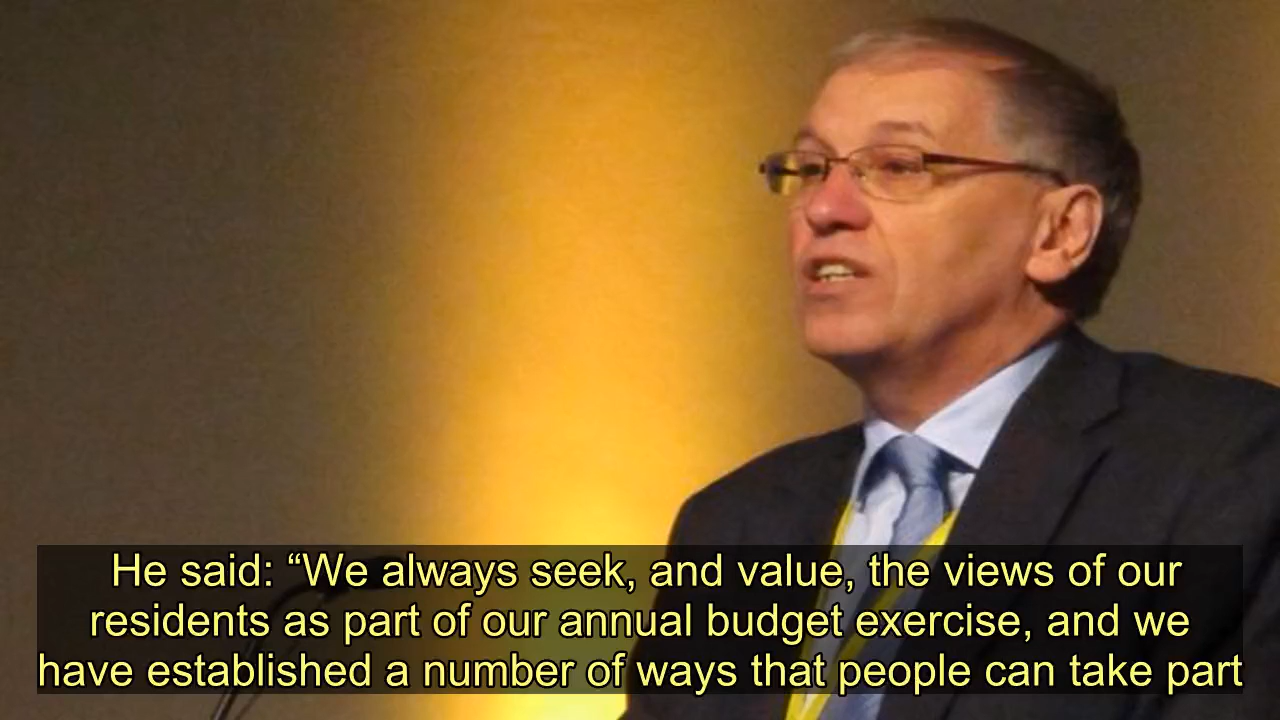 He said: “We always seek, and value, the views of our
residents as part of our annual budget exercise, and we
have established a number of ways that people can take part